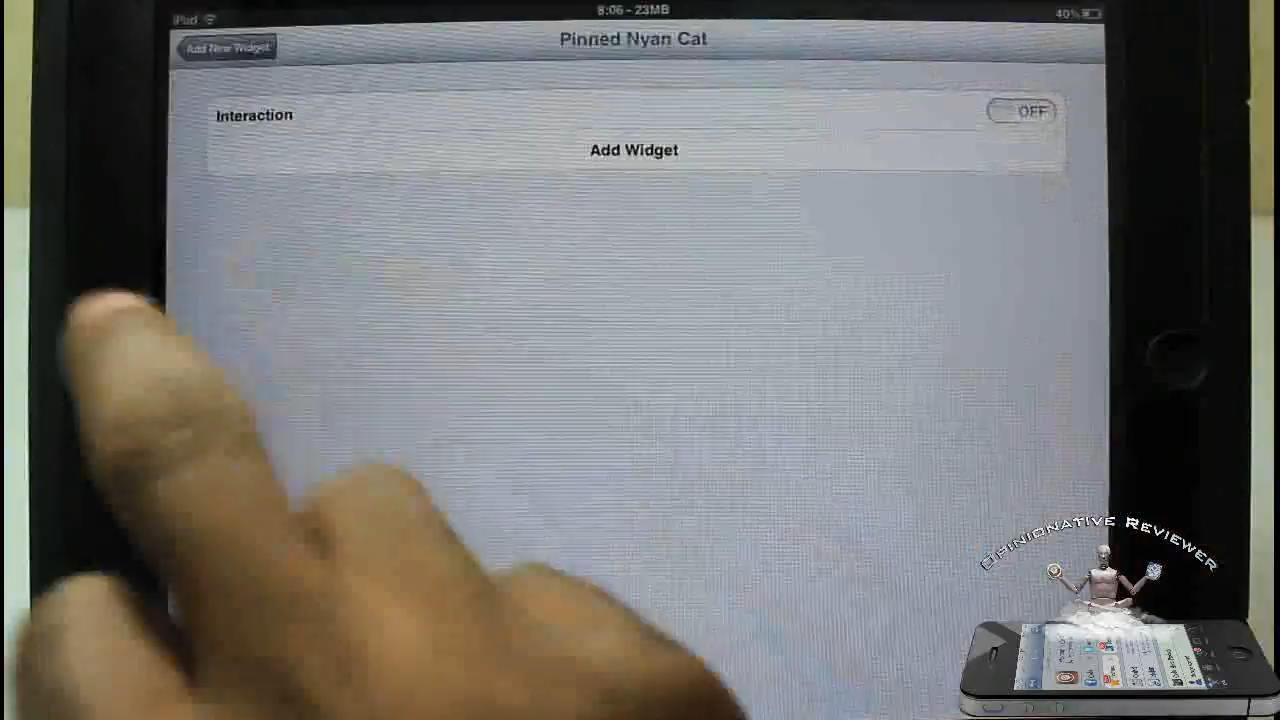 iPad 8:06 - 23MB 40%
Add New Widget Pinned Nyan Cat
Interaction OFF
Add Widget
OPINIONATIVE REVIEWER